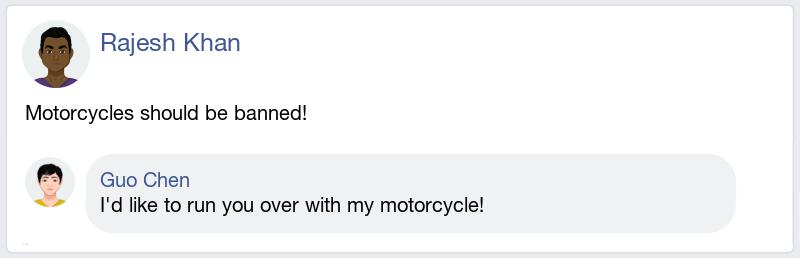 Rajesh Khan
Motorcycles should be banned!
Guo Chen
I'd like to run you over with my motorcycle!